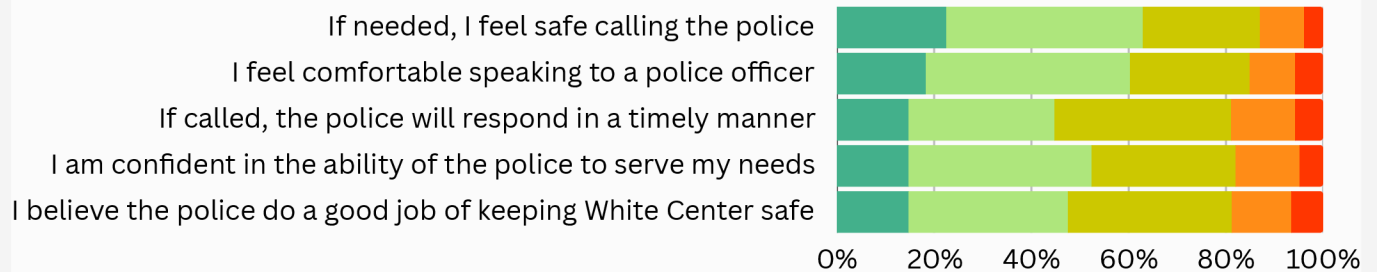 If needed, I feel safe calling the police
I feel comfortable speaking to a police officer
If called, the police will respond in a timely manner
I am confident in the ability of the police to serve my needs
I believe the police do a good job of keeping White Center safe
0% 20% 40% 60% 80% 100%